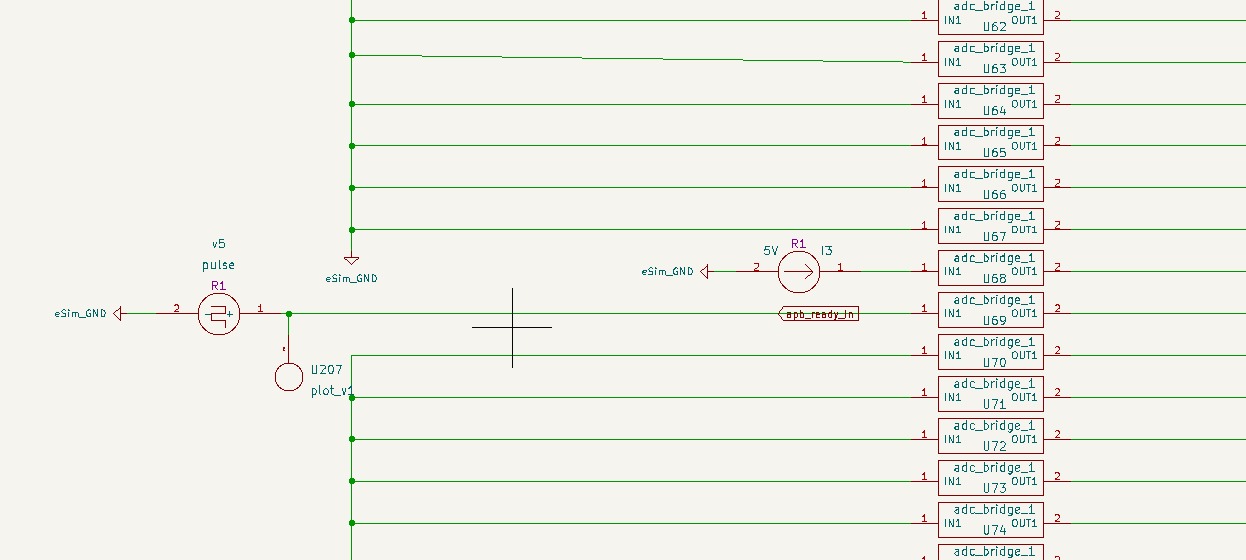 adc_bridge_1
1 IN1 OUT1 2
U62
adc_bridge_1
1 IN1 OUT1 2
U63
adc_bridge_1
1 IN1 OUT1 2
U64
adc_bridge_1
1 IN1 OUT1 2
U65
adc_bridge_1
1 IN1 OUT1 2
U66
adc_bridge_1
1 IN1 OUT1 2
U67
v5
pulse
R1
eSim_GND 2 1
eSim_GND
5V R1 I3
eSim_GND 2 1
adc_bridge_1
1 IN1 OUT1 2
U68
apb_ready_in
adc_bridge_1
1 IN1 OUT1 2
U69
U207
plot_v1
adc_bridge_1
1 IN1 OUT1 2
U70
adc_bridge_1
1 IN1 OUT1 2
U71
adc_bridge_1
1 IN1 OUT1 2
U72
adc_bridge_1
1 IN1 OUT1 2
U73
adc_bridge_1
1 IN1 OUT1 2
U74
adc_bridge_1